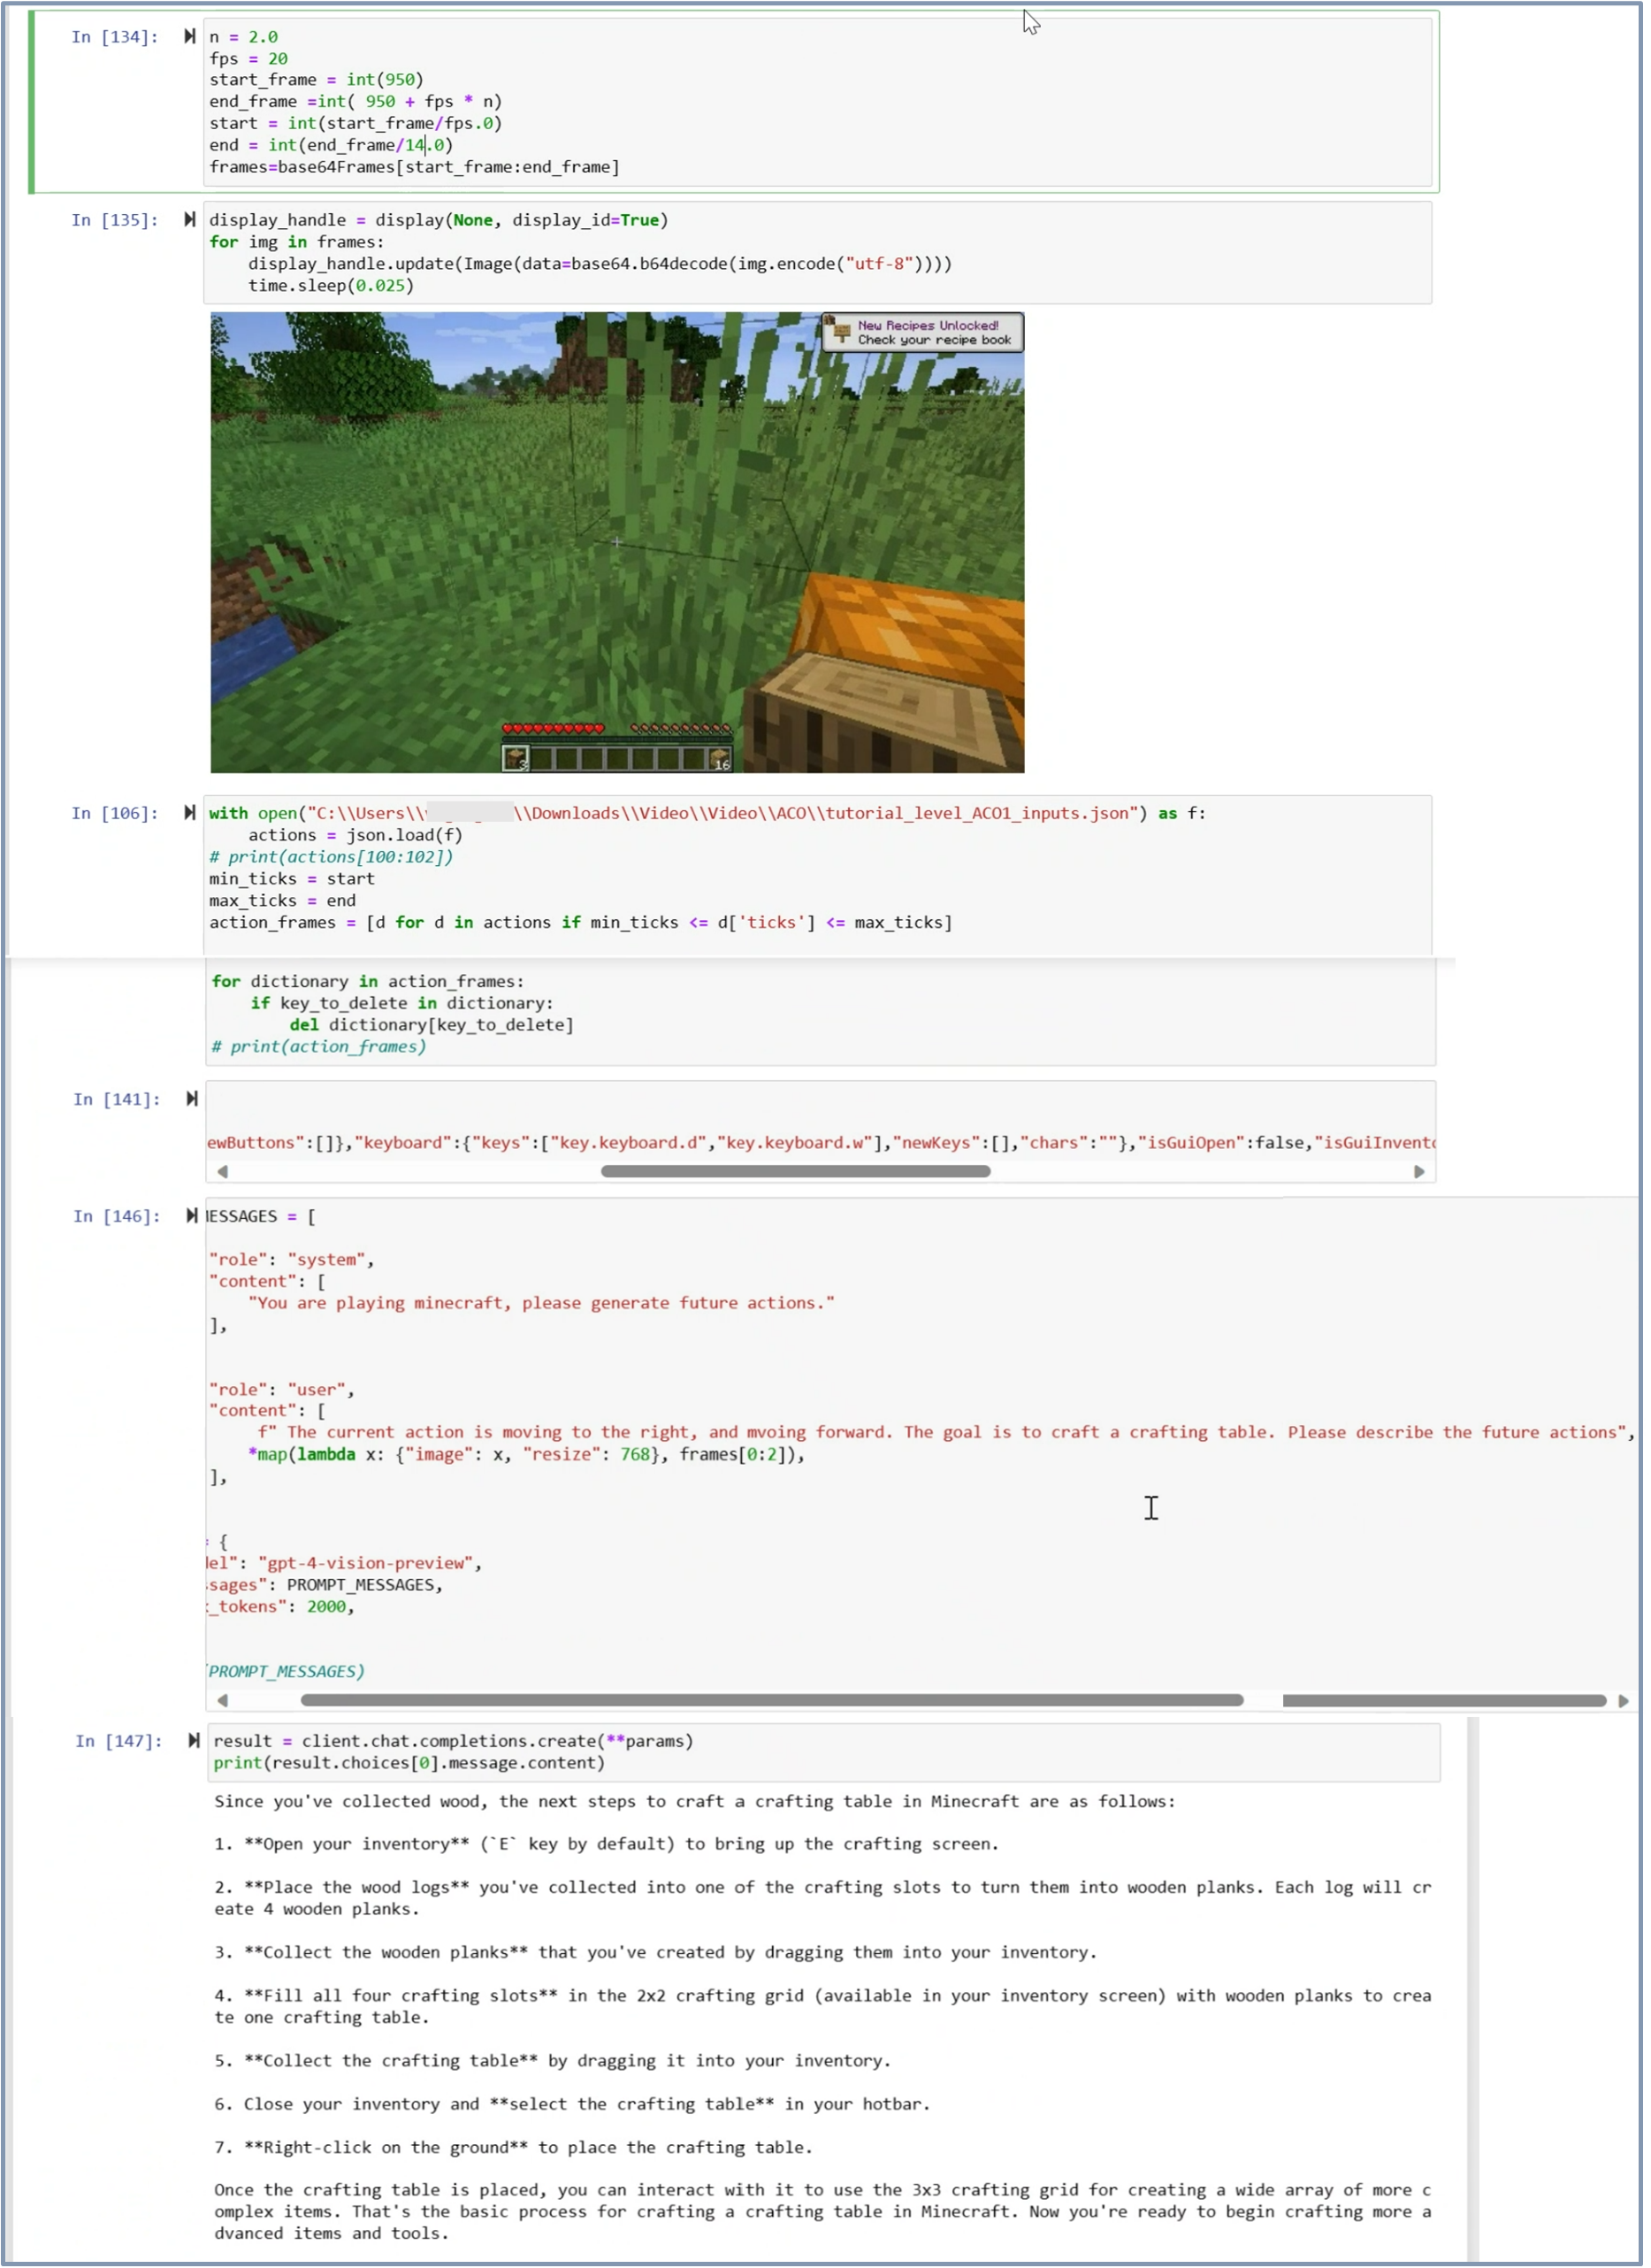 In [134]:
n = 2.0
fps = 20
start_frame = int(950)
end_frame =int( 950 + fps * n)
start = int(start_frame/fps.0)
end = int(end_frame/14.0)
frames=base64Frames[start_frame:end_frame]
In [135]:
display_handle = display(None, display_id=True)
for img in frames:
    display_handle.update(Image(data=base64.b64decode(img.encode("utf-8"))))
    time.sleep(0.025)
New Recipes Unlocked!
Check your recipe book
3 16
In [106]:
with open("C:\\Users\\ \\Downloads\\Video\\Video\\ACO\\tutorial_level_ACO1_inputs.json") as f:
    actions = json.load(f)
# print(actions[100:102])
min_ticks = start
max_ticks = end
action_frames = [d for d in actions if min_ticks <= d['ticks'] <= max_ticks]
for dictionary in action_frames:
    if key_to_delete in dictionary:
        del dictionary[key_to_delete]
# print(action_frames)
In [141]:
ewButtons":[]},"keyboard":{"keys":["key.keyboard.d","key.keyboard.w"],"newKeys":[],"chars":""},"isGuiOpen":false,"isGuiInvento
In [146]:
MESSAGES = [
"role": "system",
"content": [
    "You are playing minecraft, please generate future actions."
],
"role": "user",
"content": [
     f" The current action is moving to the right, and mvoing forward. The goal is to craft a crafting table. Please describe the future actions",
    *map(lambda x: {"image": x, "resize": 768}, frames[0:2]),
],
= {
del": "gpt-4-vision-preview",
sages": PROMPT_MESSAGES,
_tokens": 2000,
(PROMPT_MESSAGES)
In [147]:
result = client.chat.completions.create(**params)
print(result.choices[0].message.content)
Since you've collected wood, the next steps to craft a crafting table in Minecraft are as follows:
1. **Open your inventory** (`E` key by default) to bring up the crafting screen.
2. **Place the wood logs** you've collected into one of the crafting slots to turn them into wooden planks. Each log will cr
eate 4 wooden planks.
3. **Collect the wooden planks** that you've created by dragging them into your inventory.
4. **Fill all four crafting slots** in the 2x2 crafting grid (available in your inventory screen) with wooden planks to crea
te one crafting table.
5. **Collect the crafting table** by dragging it into your inventory.
6. Close your inventory and **select the crafting table** in your hotbar.
7. **Right-click on the ground** to place the crafting table.
Once the crafting table is placed, you can interact with it to use the 3x3 crafting grid for creating a wide array of more c
omplex items. That's the basic process for crafting a crafting table in Minecraft. Now you're ready to begin crafting more a
dvanced items and tools.